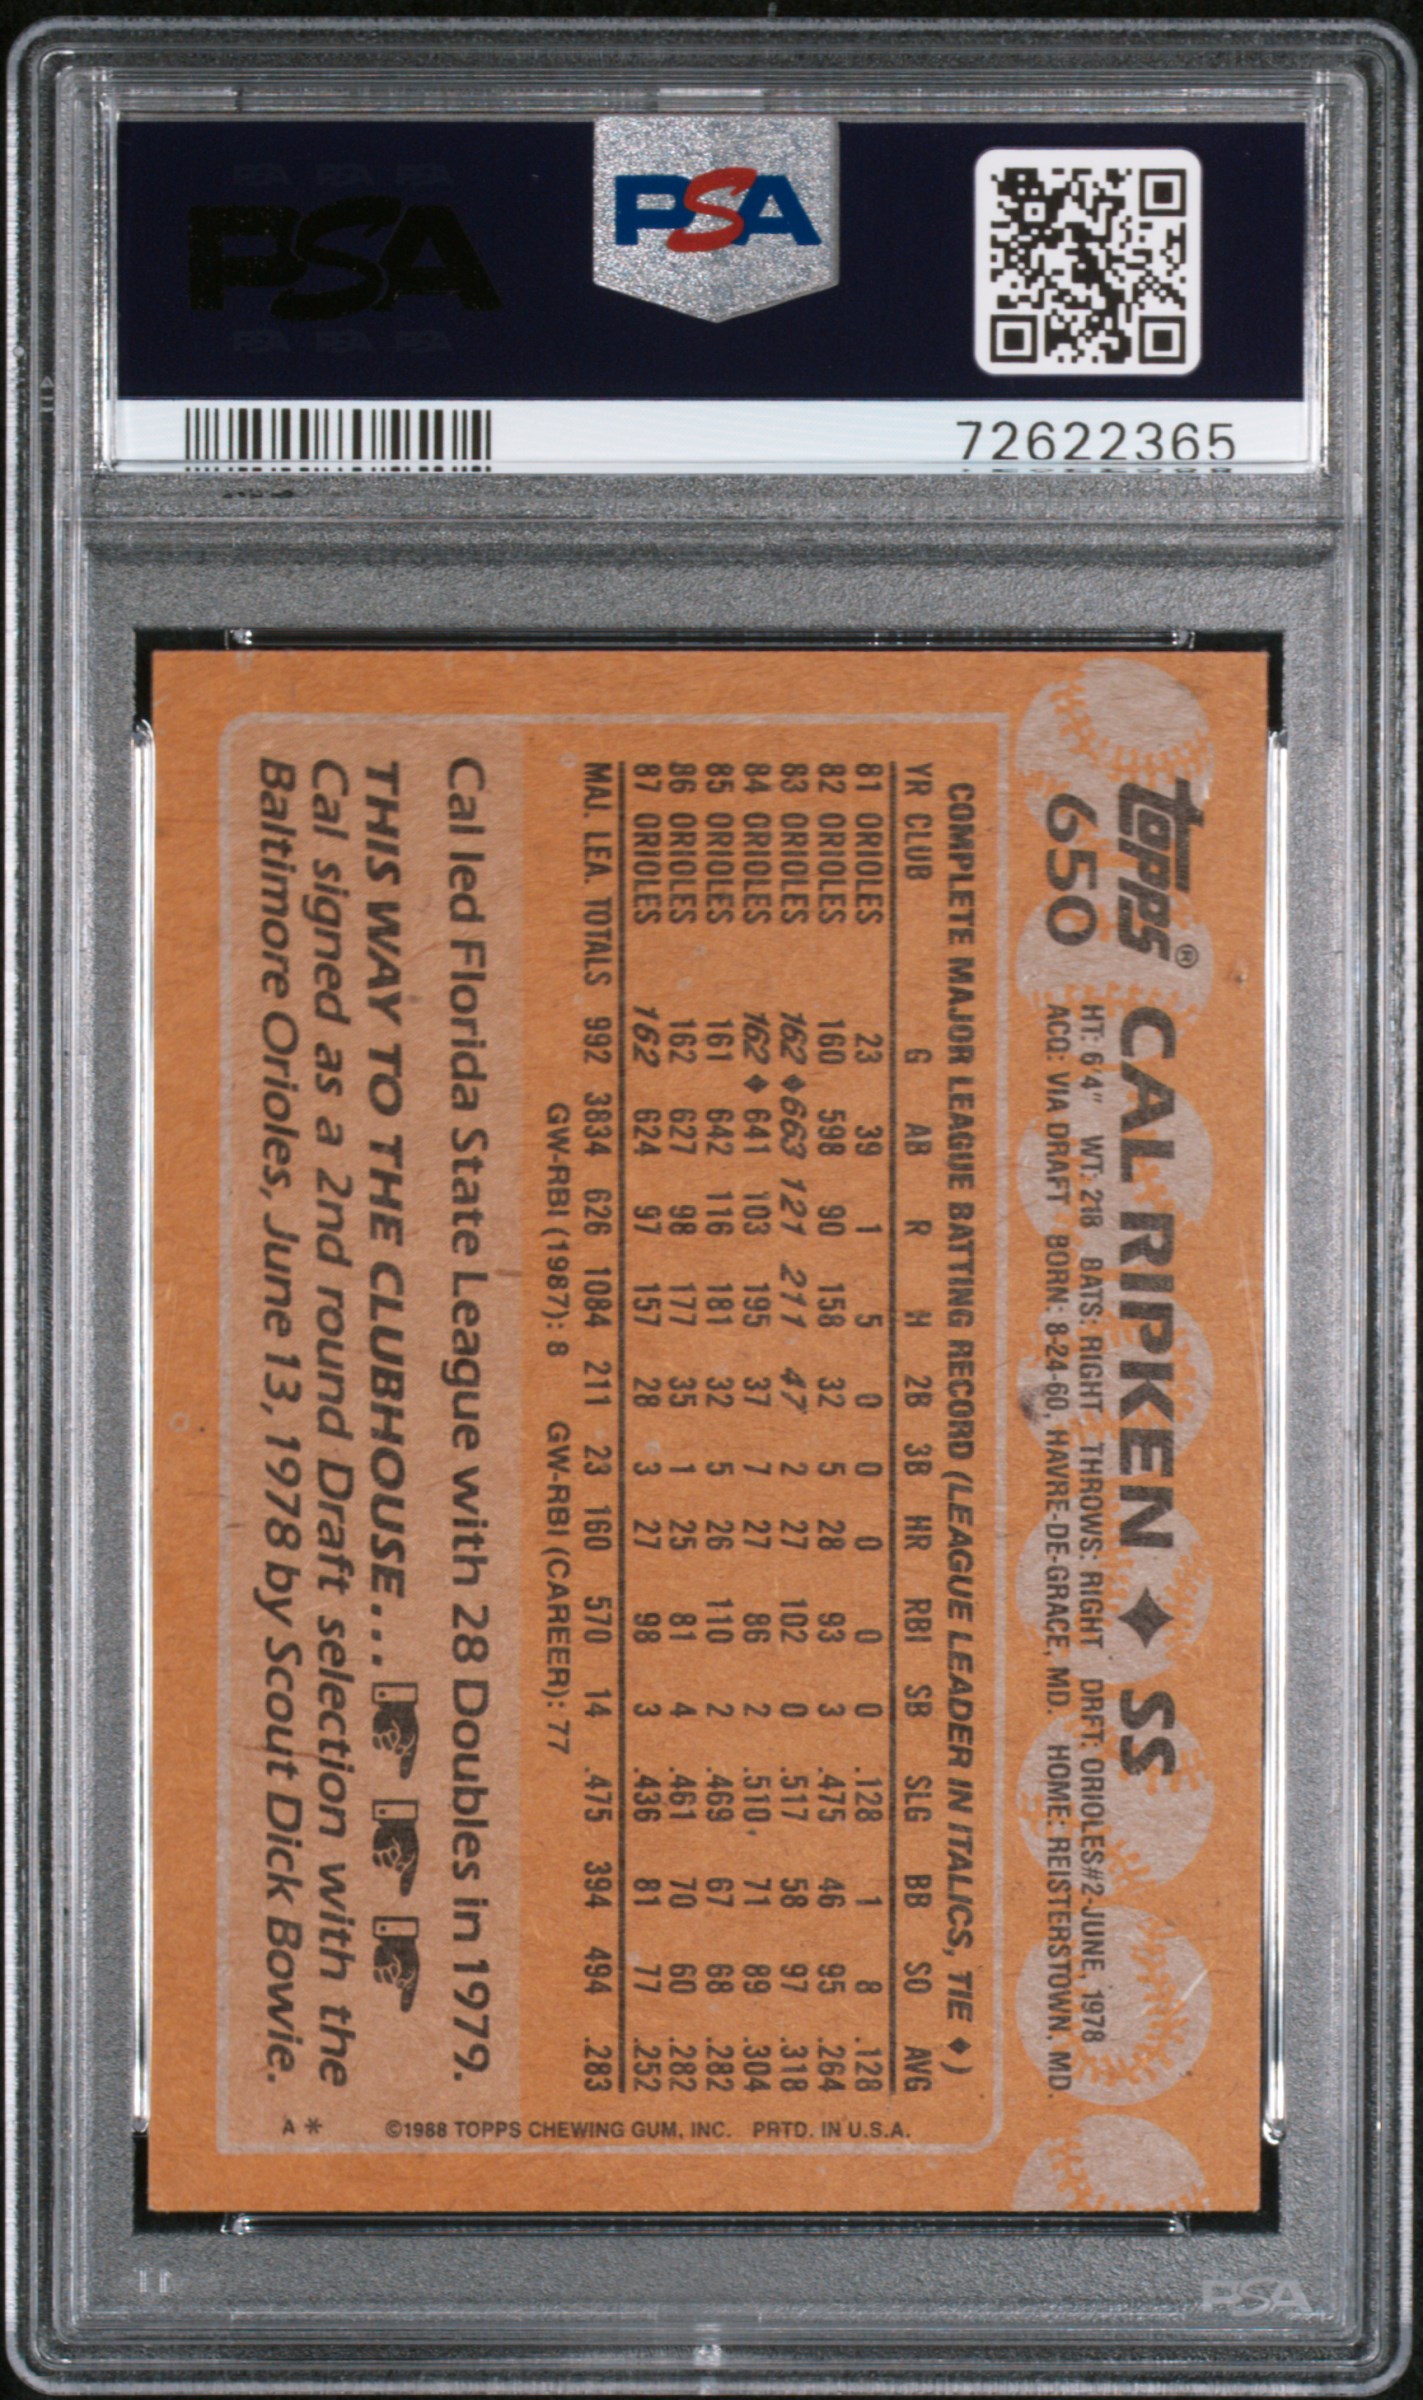 PSA PSA PSA
PSA
PSA PSA PSA
PSA
72622365
Topps®
650
CAL RIPKEN ♦ SS
HT: 6'4" WT: 218 BATS: RIGHT THROWS: RIGHT DRFT: ORIOLES #2-JUNE, 1978
ACQ: VIA DRAFT BORN: 8-24-60, HAVRE-DE-GRACE, MD. HOME: REISTERSTOWN, MD.
COMPLETE MAJOR LEAGUE BATTING RECORD (LEAGUE LEADER IN ITALICS, TIE ♦)
YR CLUB G AB R H 2B 3B HR RBI SB SLG BB SO AVG
81 ORIOLES 23 39 1 5 0 0 0 0 0 .128 1 8 .128
82 ORIOLES 160 598 90 158 32 5 28 93 3 .475 46 95 .264
83 ORIOLES 162 ♦ 663 121 211 47 2 27 102 0 .517 58 97 .318
84 ORIOLES 162 ♦ 641 103 195 37 7 27 86 2 .510 71 89 .304
85 ORIOLES 161 642 116 181 32 5 26 110 2 .469 67 68 .282
86 ORIOLES 162 627 98 177 35 1 25 81 4 .461 70 60 .282
87 ORIOLES 162 624 97 157 28 3 27 98 3 .436 81 77 .252
MAJ. LEA. TOTALS 992 3834 626 1084 211 23 160 570 14 .475 394 494 .283
GW-RBI (1987): 8 GW-RBI (CAREER): 77
Cal led Florida State League with 28 Doubles in 1979.
THIS WAY TO THE CLUBHOUSE...
Cal signed as a 2nd round Draft selection with the
Baltimore Orioles, June 13, 1978 by Scout Dick Bowie.
©1988 TOPPS CHEWING GUM, INC. PRTD. IN U.S.A.
A *
PSA